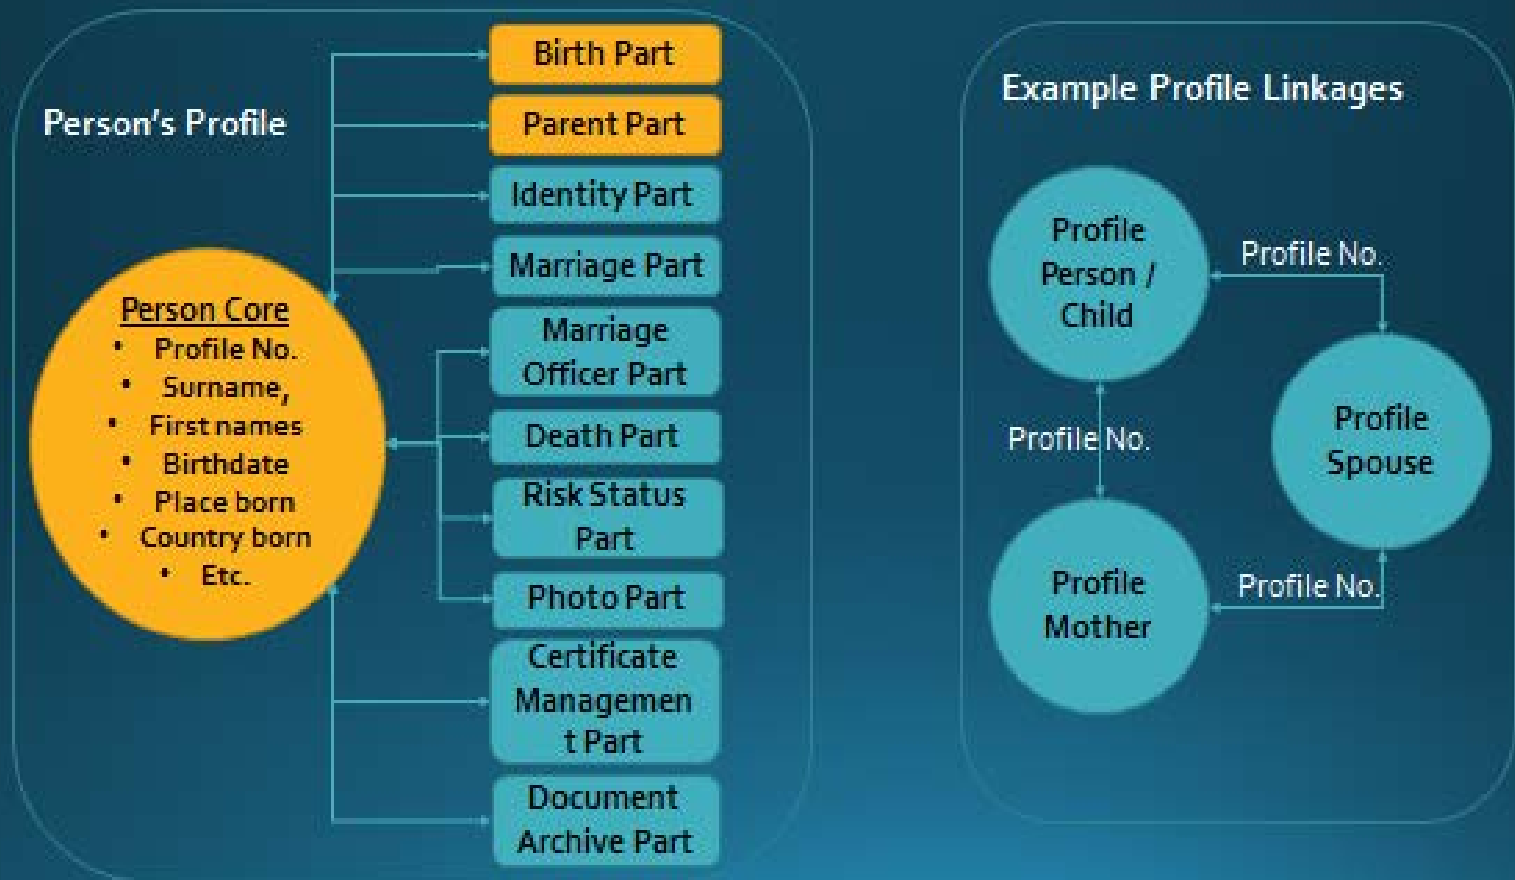 Person's Profile
Person Core
• Profile No.
• Surname,
• First names
• Birthdate
• Place born
• Country born
• Etc.
Birth Part
Parent Part
Identity Part
Marriage Part
Marriage
Officer Part
Death Part
Risk Status
Part
Photo Part
Certificate
Managemen
t Part
Document
Archive Part
Example Profile Linkages
Profile
Person /
Child
Profile No.
Profile
Spouse
Profile No.
Profile
Mother
Profile No.